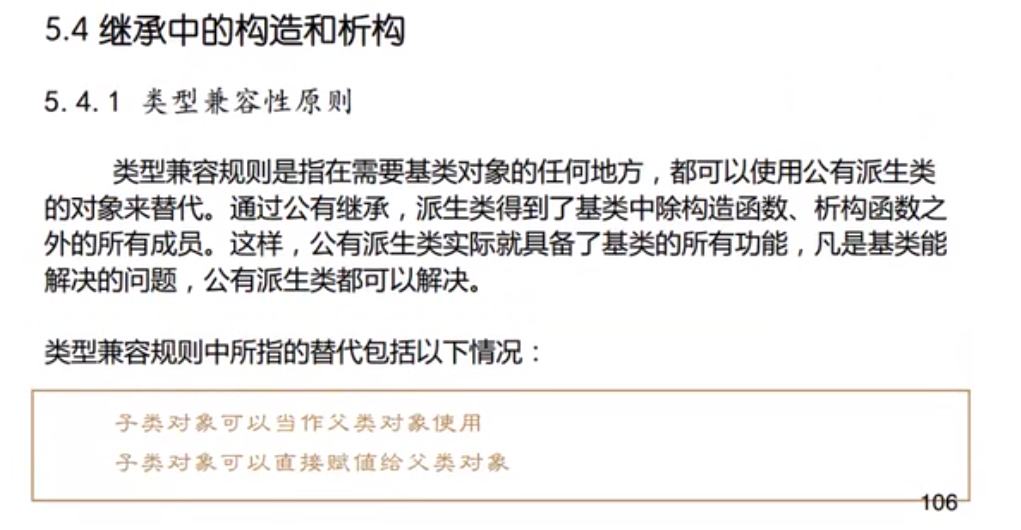 5.4 继承中的构造和析构
5.4.1 类型兼容性原则
类型兼容规则是指在需要基类对象的任何地方，都可以使用公有派生类
的对象来替代。通过公有继承，派生类得到了基类中除构造函数、析构函数之
外的所有成员。这样，公有派生类实际就具备了基类的所有功能，凡是基类能
解决的问题，公有派生类都可以解决。
类型兼容规则中所指的替代包括以下情况：
子类对象可以当作父类对象使用
子类对象可以直接赋值给父类对象
106